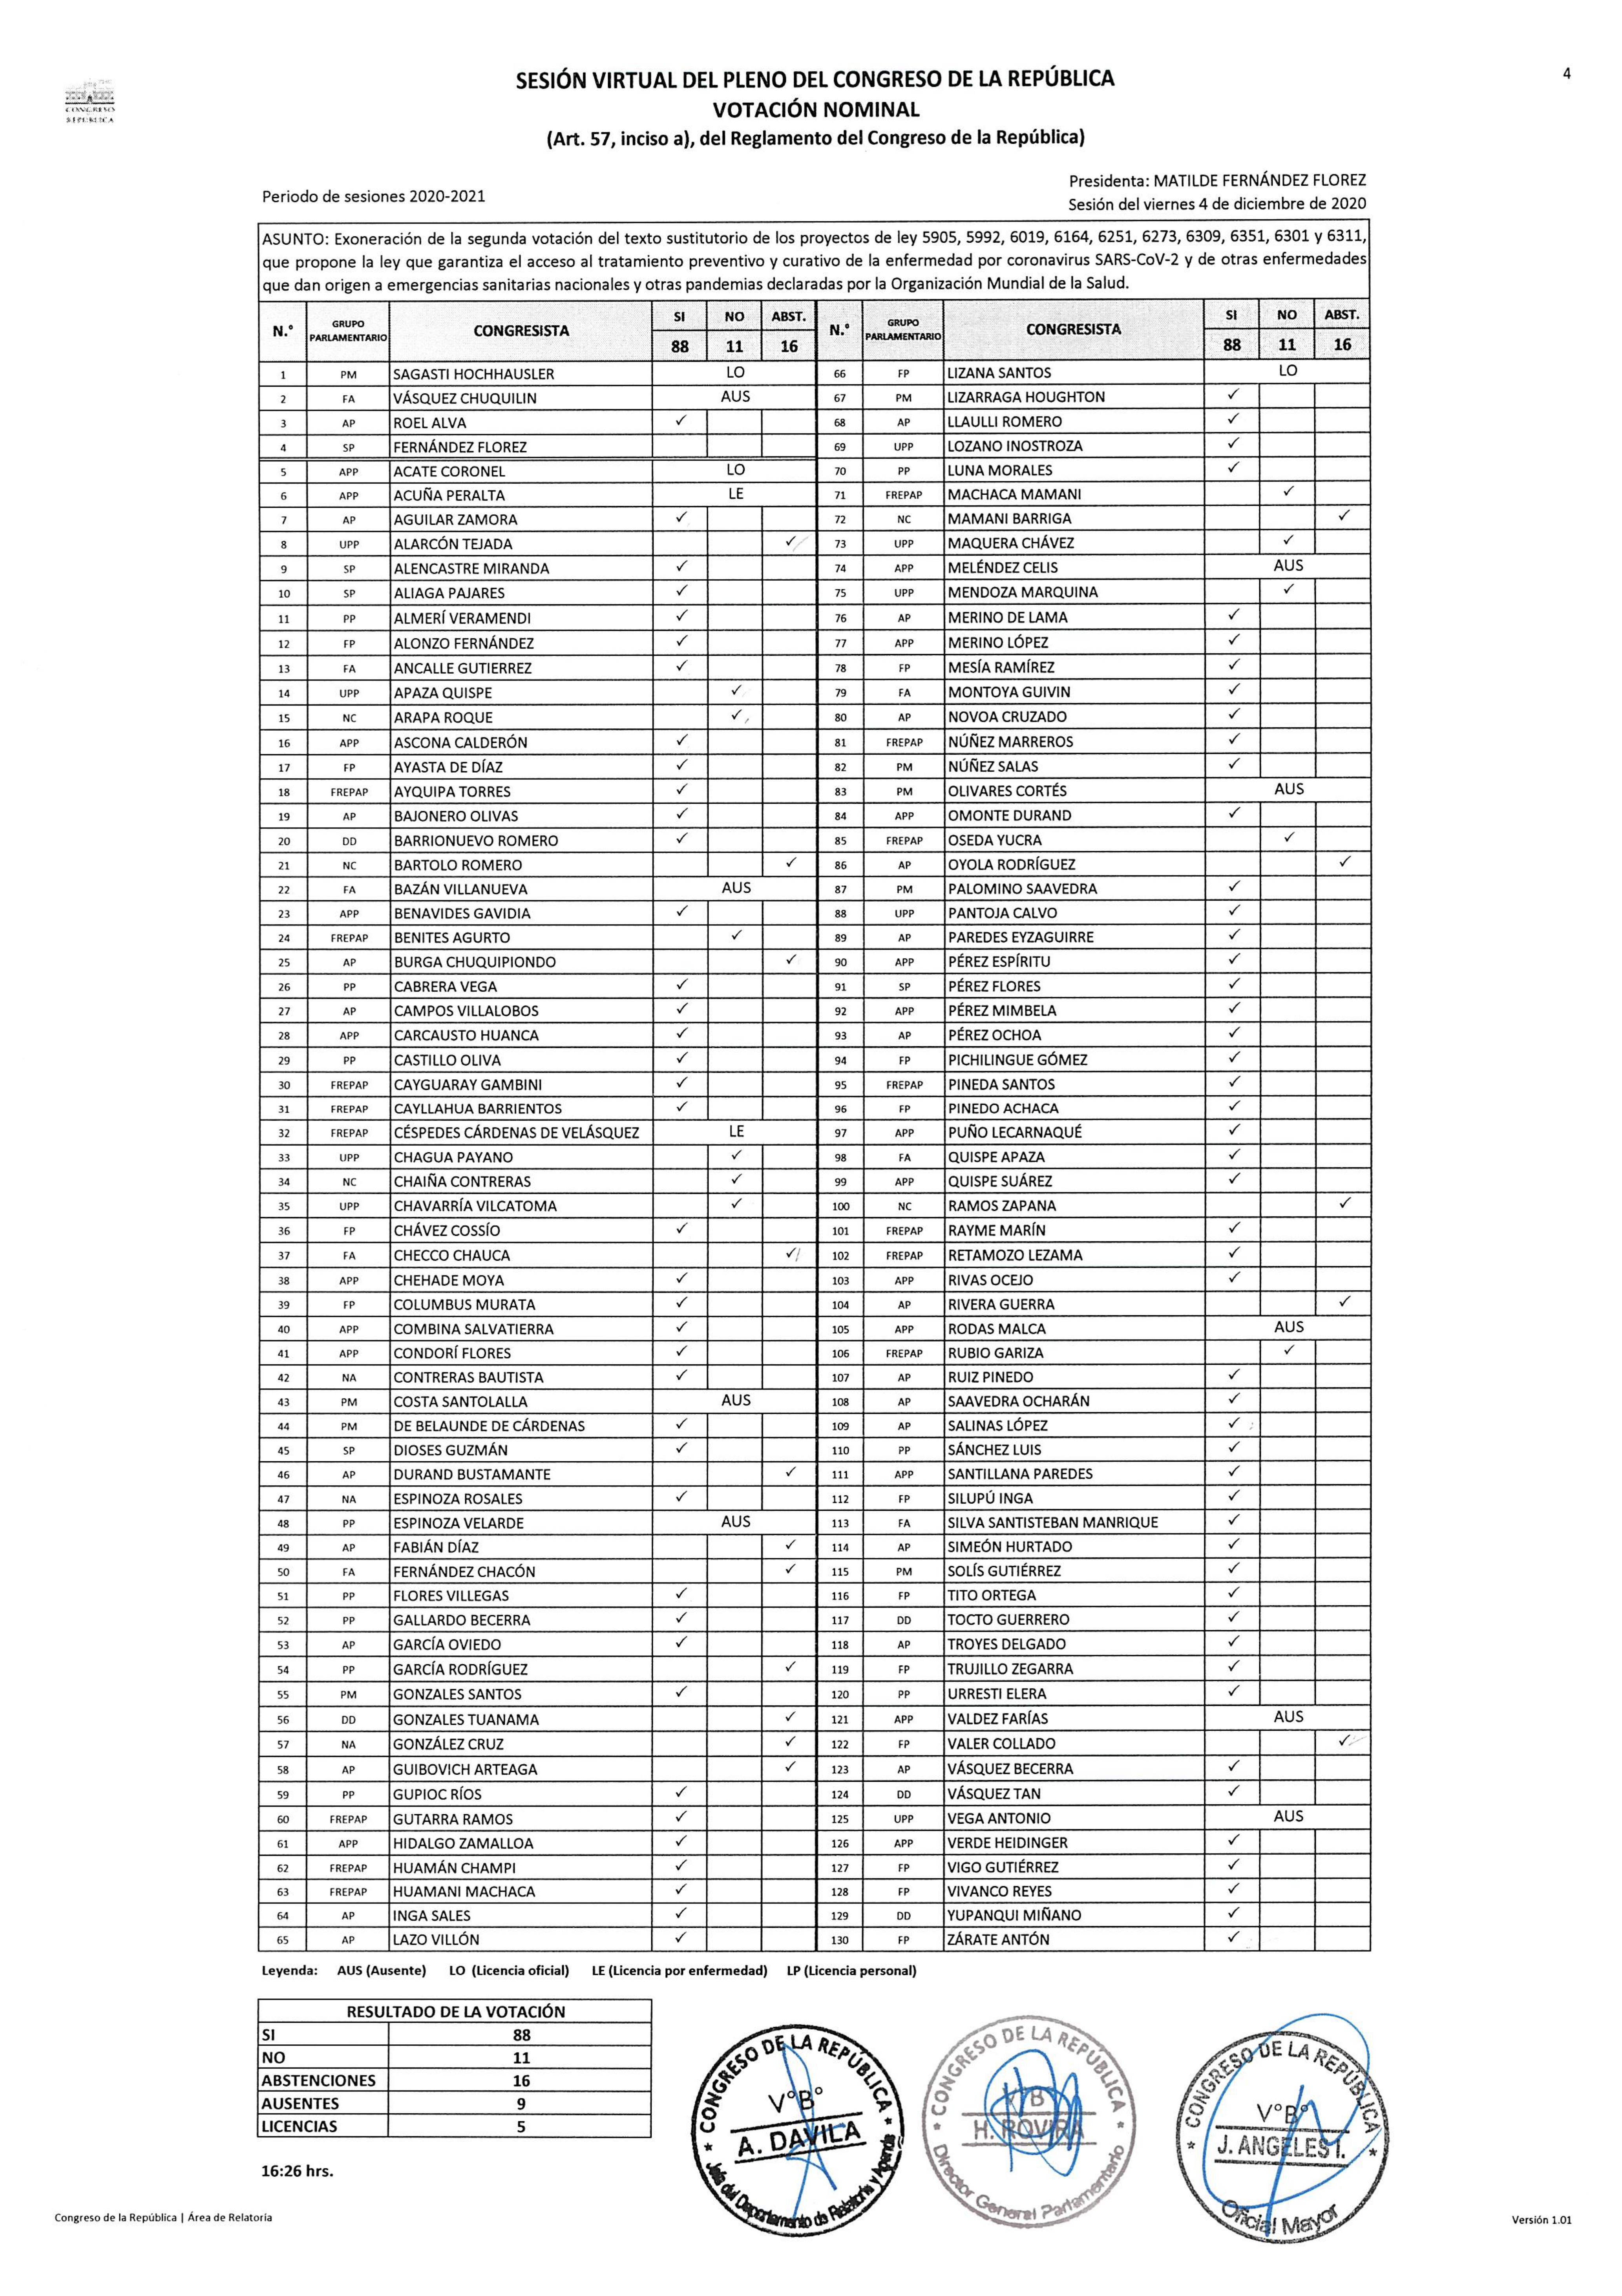 4
CONGRESO
REPÚBLICA
SESIÓN VIRTUAL DEL PLENO DEL CONGRESO DE LA REPÚBLICA
VOTACIÓN NOMINAL
(Art. 57, inciso a), del Reglamento del Congreso de la República)
Presidenta: MATILDE FERNÁNDEZ FLOREZ
Periodo de sesiones 2020-2021
Sesión del viernes 4 de diciembre de 2020
ASUNTO: Exoneración de la segunda votación del texto sustitutorio de los proyectos de ley 5905, 5992, 6019, 6164, 6251, 6273, 6309, 6351, 6301 y 6311,
que propone la ley que garantiza el acceso al tratamiento preventivo y curativo de la enfermedad por coronavirus SARS-CoV-2 y de otras enfermedades
que dan origen a emergencias sanitarias nacionales y otras pandemias declaradas por la Organización Mundial de la Salud.
N.° GRUPO PARLAMENTARIO CONGRESISTA SI NO ABST. N.° GRUPO PARLAMENTARIO CONGRESISTA SI NO ABST.
88 11 16 88 11 16
1 PM SAGASTI HOCHHAUSLER LO 66 FP LIZANA SANTOS LO
2 FA VÁSQUEZ CHUQUILIN AUS 67 PM LIZARRAGA HOUGHTON ✓
3 AP ROEL ALVA ✓ 68 AP LLAULLI ROMERO ✓
4 SP FERNÁNDEZ FLOREZ 69 UPP LOZANO INOSTROZA ✓
5 APP ACATE CORONEL LO 70 PP LUNA MORALES ✓
6 APP ACUÑA PERALTA LE 71 FREPAP MACHACA MAMANI ✓
7 AP AGUILAR ZAMORA ✓ 72 NC MAMANI BARRIGA ✓
8 UPP ALARCÓN TEJADA ✓ 73 UPP MAQUERA CHÁVEZ ✓
9 SP ALENCASTRE MIRANDA ✓ 74 APP MELÉNDEZ CELIS AUS
10 SP ALIAGA PAJARES ✓ 75 UPP MENDOZA MARQUINA ✓
11 PP ALMERÍ VERAMENDI ✓ 76 AP MERINO DE LAMA ✓
12 FP ALONZO FERNÁNDEZ ✓ 77 APP MERINO LÓPEZ ✓
13 FA ANCALLE GUTIERREZ ✓ 78 FP MESÍA RAMÍREZ ✓
14 UPP APAZA QUISPE ✓ 79 FA MONTOYA GUIVIN ✓
15 NC ARAPA ROQUE ✓ 80 AP NOVOA CRUZADO ✓
16 APP ASCONA CALDERÓN ✓ 81 FREPAP NÚÑEZ MARREROS ✓
17 FP AYASTA DE DÍAZ ✓ 82 PM NÚÑEZ SALAS ✓
18 FREPAP AYQUIPA TORRES ✓ 83 PM OLIVARES CORTÉS AUS
19 AP BAJONERO OLIVAS ✓ 84 APP OMONTE DURAND ✓
20 DD BARRIONUEVO ROMERO ✓ 85 FREPAP OSEDA YUCRA ✓
21 NC BARTOLO ROMERO ✓ 86 AP OYOLA RODRÍGUEZ ✓
22 FA BAZÁN VILLANUEVA AUS 87 PM PALOMINO SAAVEDRA ✓
23 APP BENAVIDES GAVIDIA ✓ 88 UPP PANTOJA CALVO ✓
24 FREPAP BENITES AGURTO ✓ 89 AP PAREDES EYZAGUIRRE ✓
25 AP BURGA CHUQUIPIONDO ✓ 90 APP PÉREZ ESPÍRITU ✓
26 PP CABRERA VEGA ✓ 91 SP PÉREZ FLORES ✓
27 AP CAMPOS VILLALOBOS ✓ 92 APP PÉREZ MIMBELA ✓
28 APP CARCAUSTO HUANCA ✓ 93 AP PÉREZ OCHOA ✓
29 PP CASTILLO OLIVA ✓ 94 FP PICHILINGUE GÓMEZ ✓
30 FREPAP CAYGUARAY GAMBINI ✓ 95 FREPAP PINEDA SANTOS ✓
31 FREPAP CAYLLAHUA BARRIENTOS ✓ 96 FP PINEDO ACHACA ✓
32 FREPAP CÉSPEDES CÁRDENAS DE VELÁSQUEZ LE 97 APP PUÑO LECARNAQUÉ ✓
33 UPP CHAGUA PAYANO ✓ 98 FA QUISPE APAZA ✓
34 NC CHAIÑA CONTRERAS ✓ 99 APP QUISPE SUÁREZ ✓
35 UPP CHAVARRÍA VILCATOMA ✓ 100 NC RAMOS ZAPANA ✓
36 FP CHÁVEZ COSSÍO ✓ 101 FREPAP RAYME MARÍN ✓
37 FA CHECCO CHAUCA ✓ 102 FREPAP RETAMOZO LEZAMA ✓
38 APP CHEHADE MOYA ✓ 103 APP RIVAS OCEJO ✓
39 FP COLUMBUS MURATA ✓ 104 AP RIVERA GUERRA ✓
40 APP COMBINA SALVATIERRA ✓ 105 APP RODAS MALCA AUS
41 APP CONDORÍ FLORES ✓ 106 FREPAP RUBIO GARIZA ✓
42 NA CONTRERAS BAUTISTA ✓ 107 AP RUIZ PINEDO ✓
43 PM COSTA SANTOLALLA AUS 108 AP SAAVEDRA OCHARÁN ✓
44 PM DE BELAUNDE DE CÁRDENAS ✓ 109 AP SALINAS LÓPEZ ✓
45 SP DIOSES GUZMÁN ✓ 110 PP SÁNCHEZ LUIS ✓
46 AP DURAND BUSTAMANTE ✓ 111 APP SANTILLANA PAREDES ✓
47 NA ESPINOZA ROSALES ✓ 112 FP SILUPÚ INGA ✓
48 PP ESPINOZA VELARDE AUS 113 FA SILVA SANTISTEBAN MANRIQUE ✓
49 AP FABIÁN DÍAZ ✓ 114 AP SIMEÓN HURTADO ✓
50 FA FERNÁNDEZ CHACÓN ✓ 115 PM SOLÍS GUTIÉRREZ ✓
51 PP FLORES VILLEGAS ✓ 116 FP TITO ORTEGA ✓
52 PP GALLARDO BECERRA ✓ 117 DD TOCTO GUERRERO ✓
53 AP GARCÍA OVIEDO ✓ 118 AP TROYES DELGADO ✓
54 PP GARCÍA RODRÍGUEZ ✓ 119 FP TRUJILLO ZEGARRA ✓
55 PM GONZALES SANTOS ✓ 120 PP URRESTI ELERA ✓
56 DD GONZALES TUANAMA ✓ 121 APP VALDEZ FARÍAS AUS
57 NA GONZÁLEZ CRUZ ✓ 122 FP VALER COLLADO ✓
58 AP GUIBOVICH ARTEAGA ✓ 123 AP VÁSQUEZ BECERRA ✓
59 PP GUPIOC RÍOS ✓ 124 DD VÁSQUEZ TAN ✓
60 FREPAP GUTARRA RAMOS ✓ 125 UPP VEGA ANTONIO AUS
61 APP HIDALGO ZAMALLOA ✓ 126 APP VERDE HEIDINGER ✓
62 FREPAP HUAMÁN CHAMPI ✓ 127 FP VIGO GUTIÉRREZ ✓
63 FREPAP HUAMANI MACHACA ✓ 128 FP VIVANCO REYES ✓
64 AP INGA SALES ✓ 129 DD YUPANQUI MIÑANO ✓
65 AP LAZO VILLÓN ✓ 130 FP ZÁRATE ANTÓN ✓
Leyenda: AUS (Ausente) LO (Licencia oficial) LE (Licencia por enfermedad) LP (Licencia personal)
RESULTADO DE LA VOTACIÓN
SI 88
NO 11
ABSTENCIONES 16
AUSENTES 9
LICENCIAS 5
16:26 hrs.
* CONGRESO DE LA REPÚBLICA *
V°B°
A. DAVILA
Jefe del Departamento de Relatoría y Agenda
* CONGRESO DE LA REPÚBLICA *
V°B°
H. ROVIRA
Director General Parlamentario
* CONGRESO DE LA REPÚBLICA *
V°B°
J. ANGELES I.
Oficial Mayor
Congreso de la República | Área de Relatoría
Versión 1.01